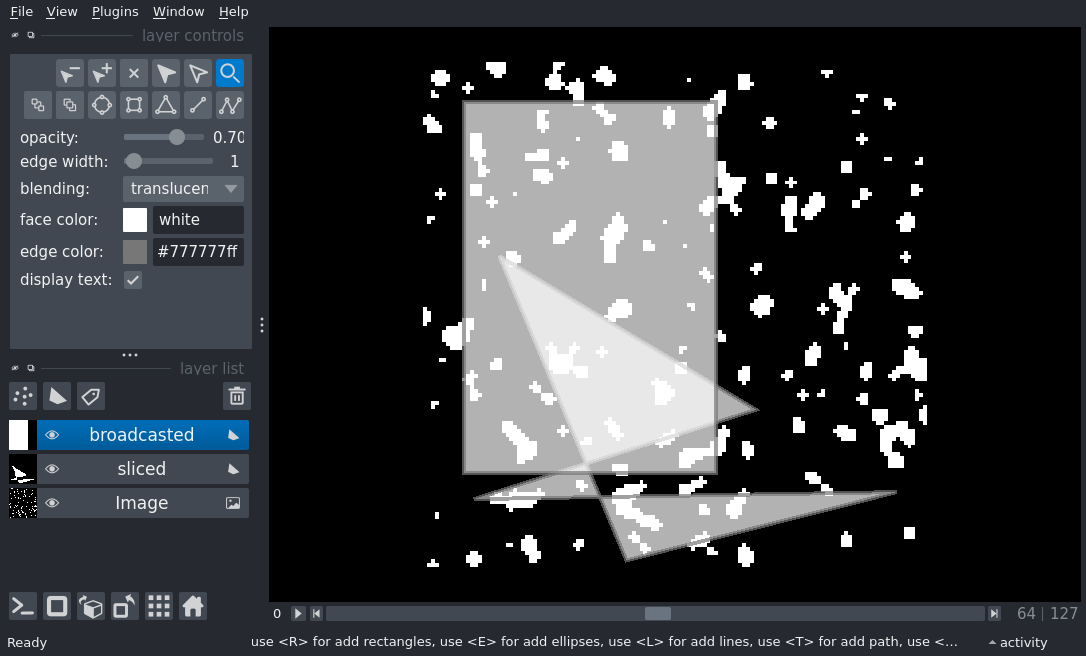 File View Plugins Window Help
layer controls
opacity: 0.70
edge width: 1
blending: translucen
face color: white
edge color: #777777ff
display text:
layer list
broadcasted
sliced
Image
0 64 127
Ready use <R> for add rectangles, use <E> for add ellipses, use <L> for add lines, use <T> for add path, use <… activity